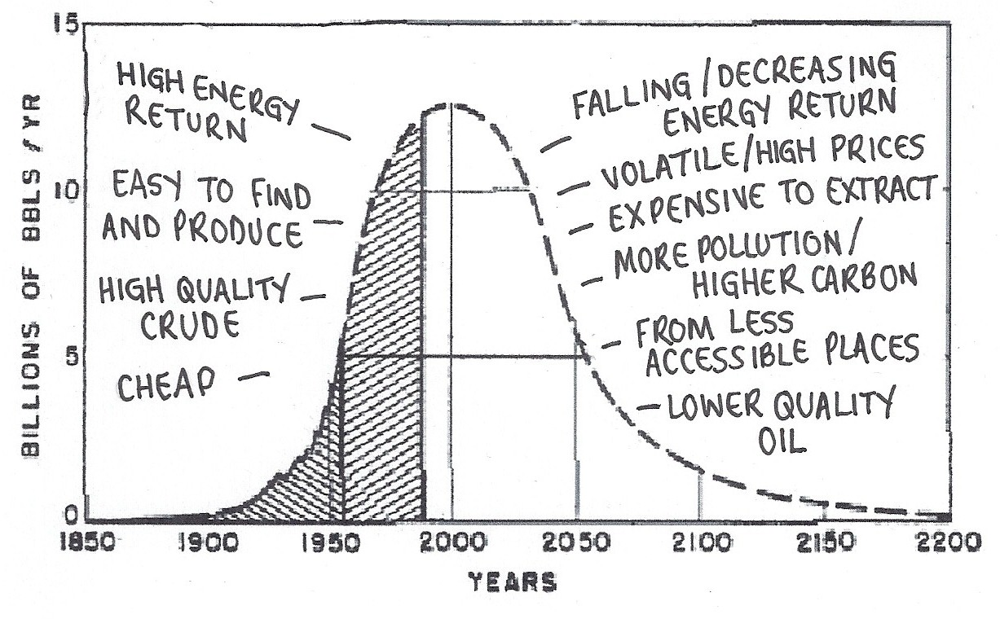 15
10
5
0
BILLIONS OF BBLS/YR
HIGH ENERGY
RETURN
EASY TO FIND
AND PRODUCE
HIGH QUALITY
CRUDE
CHEAP
FALLING/DECREASING
ENERGY RETURN
VOLATILE/HIGH PRICES
EXPENSIVE TO EXTRACT
MORE POLLUTION/
HIGHER CARBON
FROM LESS
ACCESSIBLE PLACES
LOWER QUALITY
OIL
1850 1900 1950 2000 2050 2100 2150 2200
YEARS